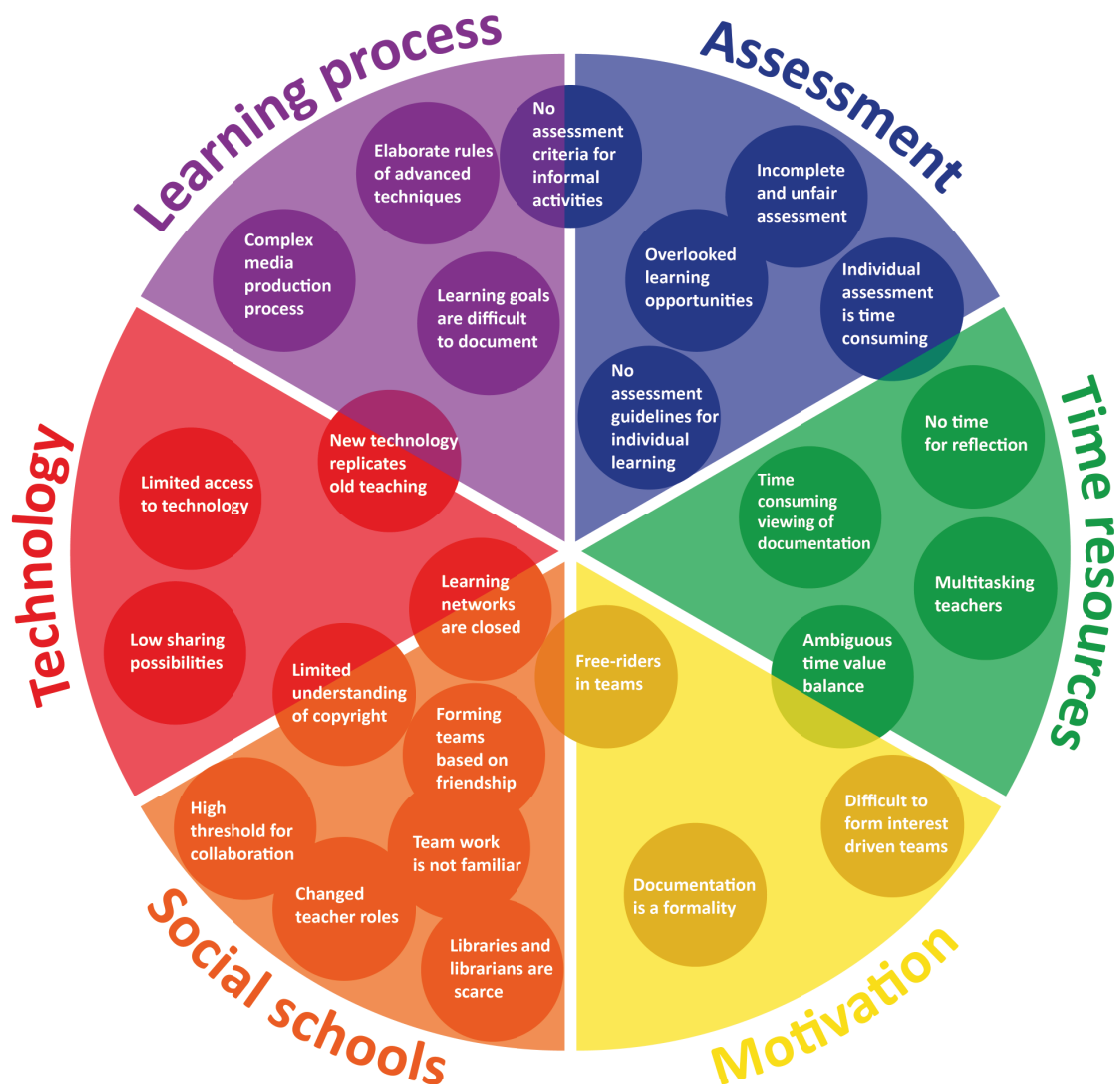 Learning process
Assessment
Time resources
Motivation
Social schools
Technology
No
assessment
criteria for
informal
activities
Elaborate rules
of advanced
techniques
Complex
media
production
process
Learning goals
are difficult
to document
Incomplete
and unfair
assessment
Overlooked
learning
opportunities
Individual
assessment
is time
consuming
No
assessment
guidelines for
individual
learning
No time
for reflection
Time
consuming
viewing of
documentation
Multitasking
teachers
Ambiguous
time value
balance
New technology
replicates
old teaching
Limited access
to technology
Low sharing
possibilities
Learning
networks
are closed
Limited
understanding
of copyright
Free-riders
in teams
Difficult to
form interest
driven teams
Documentation
is a formality
Forming
teams
based on
friendship
High
threshold for
collaboration
Team work
is not familiar
Changed
teacher roles
Libraries and
librarians are
scarce